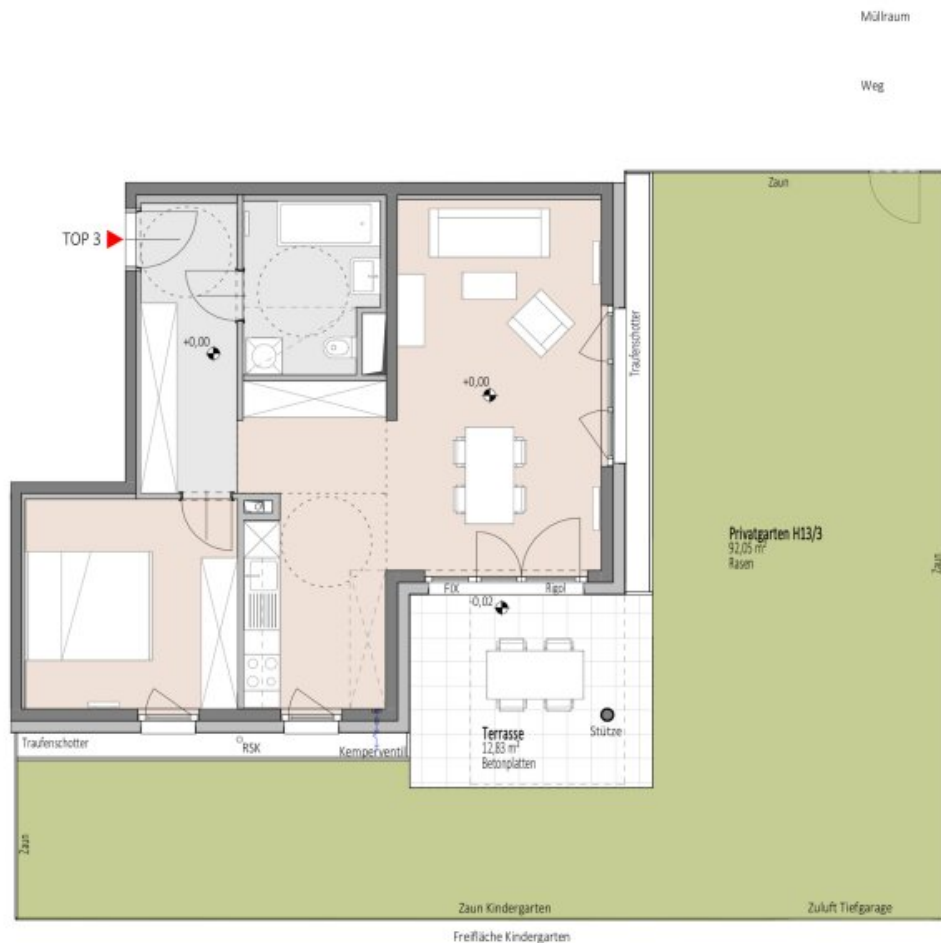 Müllraum
Weg
Zaun
TOP 3
Traufenschotter
+0,00
+0,00
Privatgarten H13/3
92,05 m²
Rasen
Zaun
FIX
Rigol
-0,02
Terrasse
12,83 m²
Betonplatten
Stütze
Traufenschotter
RSK
Kemperventil
Zaun
Zaun Kindergarten
Zuluft Tiefgarage
Freifläche Kindergarten